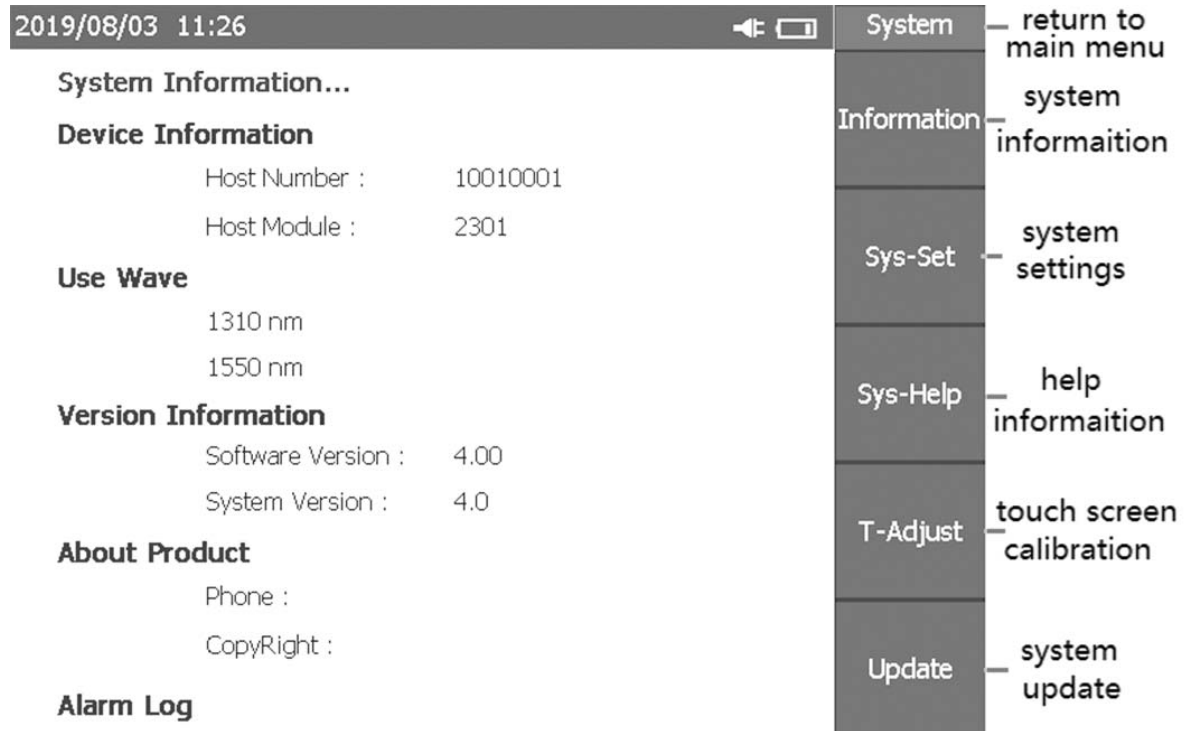 2019/08/03 11:26
System Information...
Device Information
Host Number : 10010001
Host Module : 2301
Use Wave
1310 nm
1550 nm
Version Information
Software Version : 4.00
System Version : 4.0
About Product
Phone :
CopyRight :
Alarm Log
System
return to
main menu
Information
system
informaition
Sys-Set
system
settings
Sys-Help
help
informaition
T-Adjust
touch screen
calibration
Update
system
update